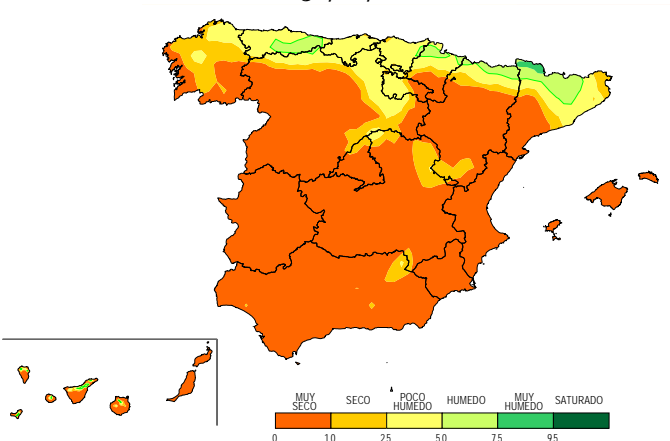 MUY SECO
SECO
POCO HUMEDO
HUMEDO
MUY HUMEDO
SATURADO
0 10 25 50 75 95